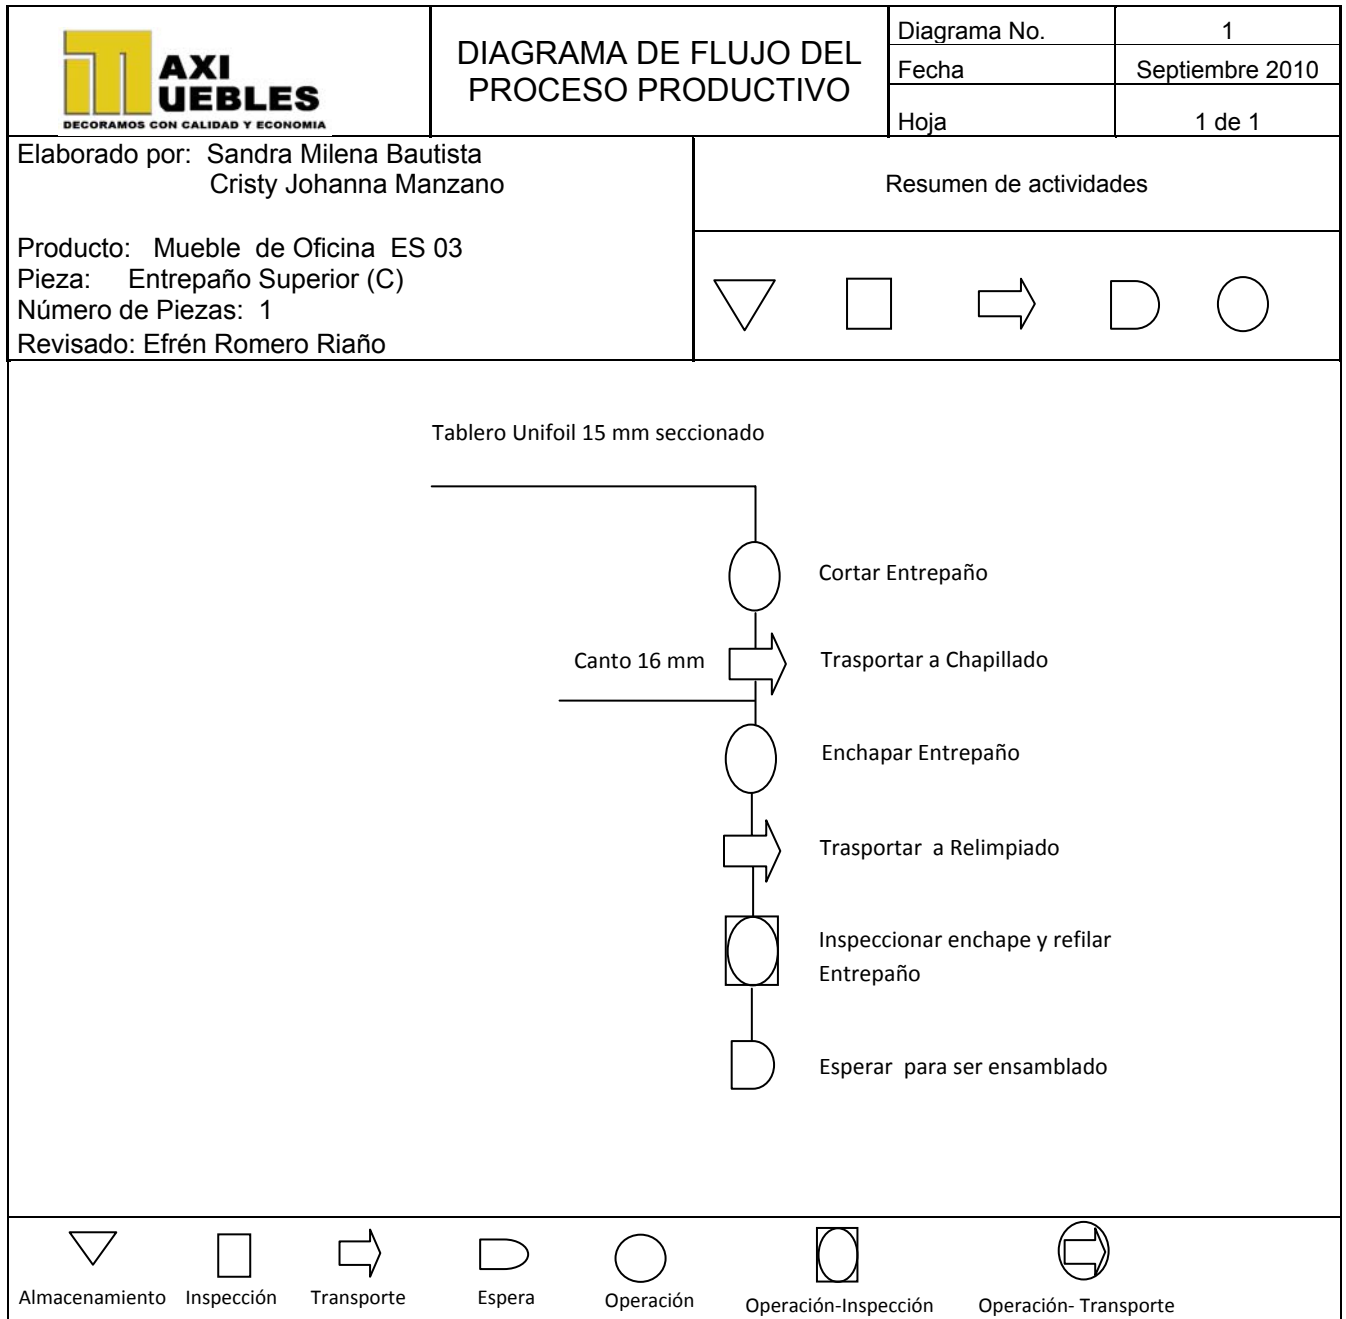 AXI
UEBLES
DECORAMOS CON CALIDAD Y ECONOMIA
DIAGRAMA DE FLUJO DEL
PROCESO PRODUCTIVO
Diagrama No. 1
Fecha Septiembre 2010
Hoja 1 de 1
Elaborado por: Sandra Milena Bautista
Cristy Johanna Manzano
Producto: Mueble de Oficina ES 03
Pieza: Entrepaño Superior (C)
Número de Piezas: 1
Revisado: Efrén Romero Riaño
Resumen de actividades
Tablero Unifoil 15 mm seccionado
Cortar Entrepaño
Canto 16 mm
Trasportar a Chapillado
Enchapar Entrepaño
Trasportar a Relimpiado
Inspeccionar enchape y refilar
Entrepaño
Esperar para ser ensamblado
Almacenamiento
Inspección
Transporte
Espera
Operación
Operación-Inspección
Operación- Transporte